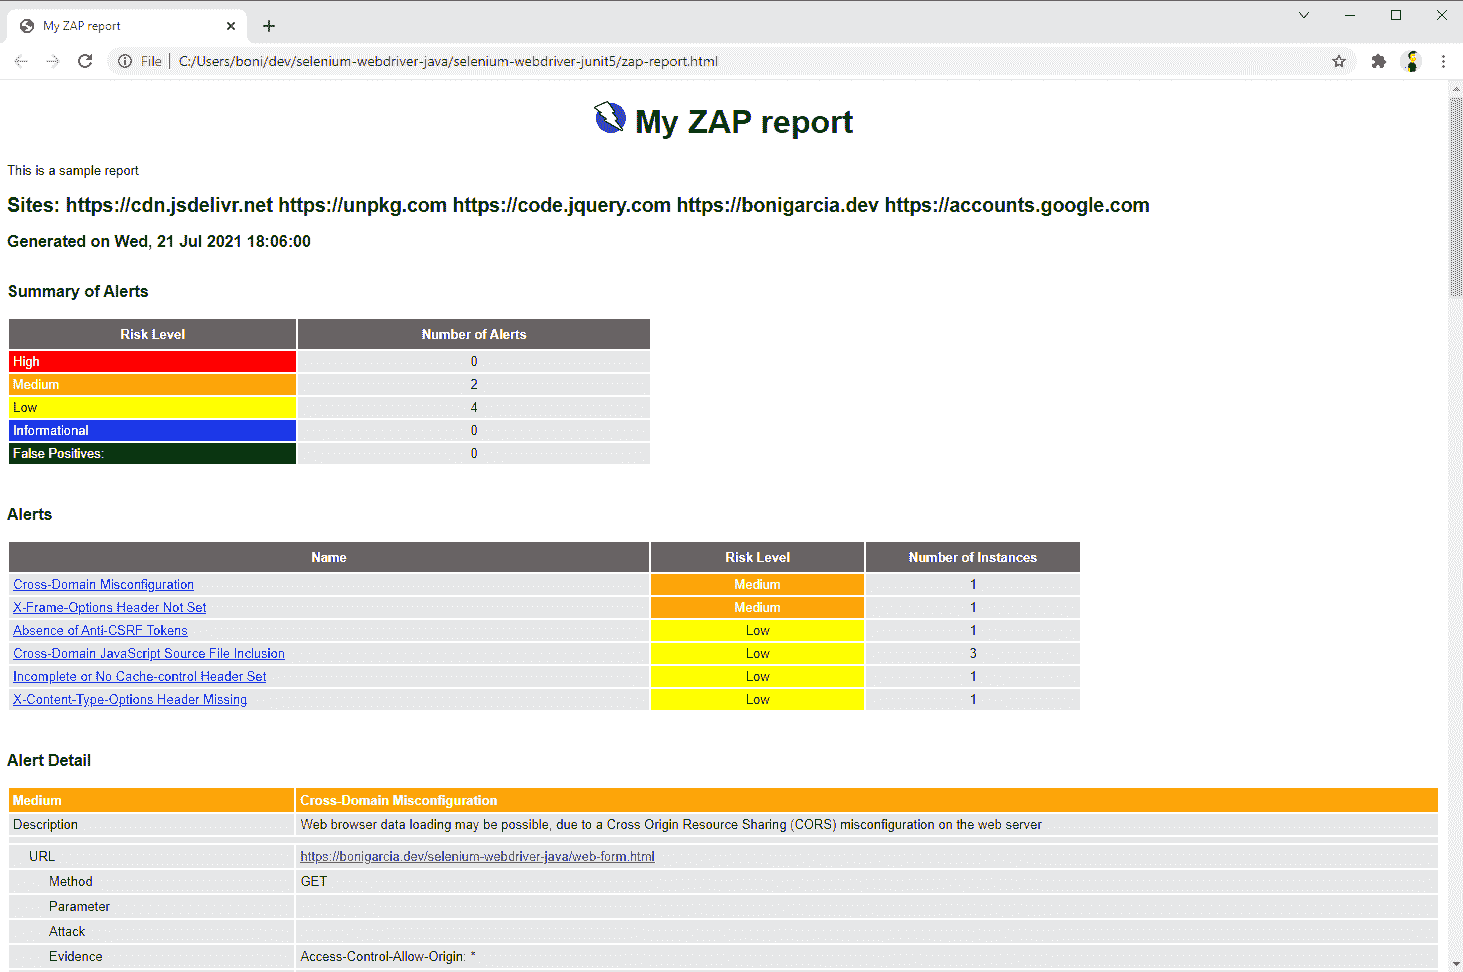 My ZAP report
File
C:/Users/boni/dev/selenium-webdriver-java/selenium-webdriver-junit5/zap-report.html
My ZAP report
This is a sample report
Sites: https://cdn.jsdelivr.net https://unpkg.com https://code.jquery.com https://bonigarcia.dev https://accounts.google.com
Generated on Wed, 21 Jul 2021 18:06:00
Summary of Alerts
Risk Level Number of Alerts
High 0
Medium 2
Low 4
Informational 0
False Positives: 0
Alerts
Name Risk Level Number of Instances
Cross-Domain Misconfiguration Medium 1
X-Frame-Options Header Not Set Medium 1
Absence of Anti-CSRF Tokens Low 1
Cross-Domain JavaScript Source File Inclusion Low 3
Incomplete or No Cache-control Header Set Low 1
X-Content-Type-Options Header Missing Low 1
Alert Detail
Medium Cross-Domain Misconfiguration
Description Web browser data loading may be possible, due to a Cross Origin Resource Sharing (CORS) misconfiguration on the web server
URL https://bonigarcia.dev/selenium-webdriver-java/web-form.html
Method GET
Parameter
Attack
Evidence Access-Control-Allow-Origin: *